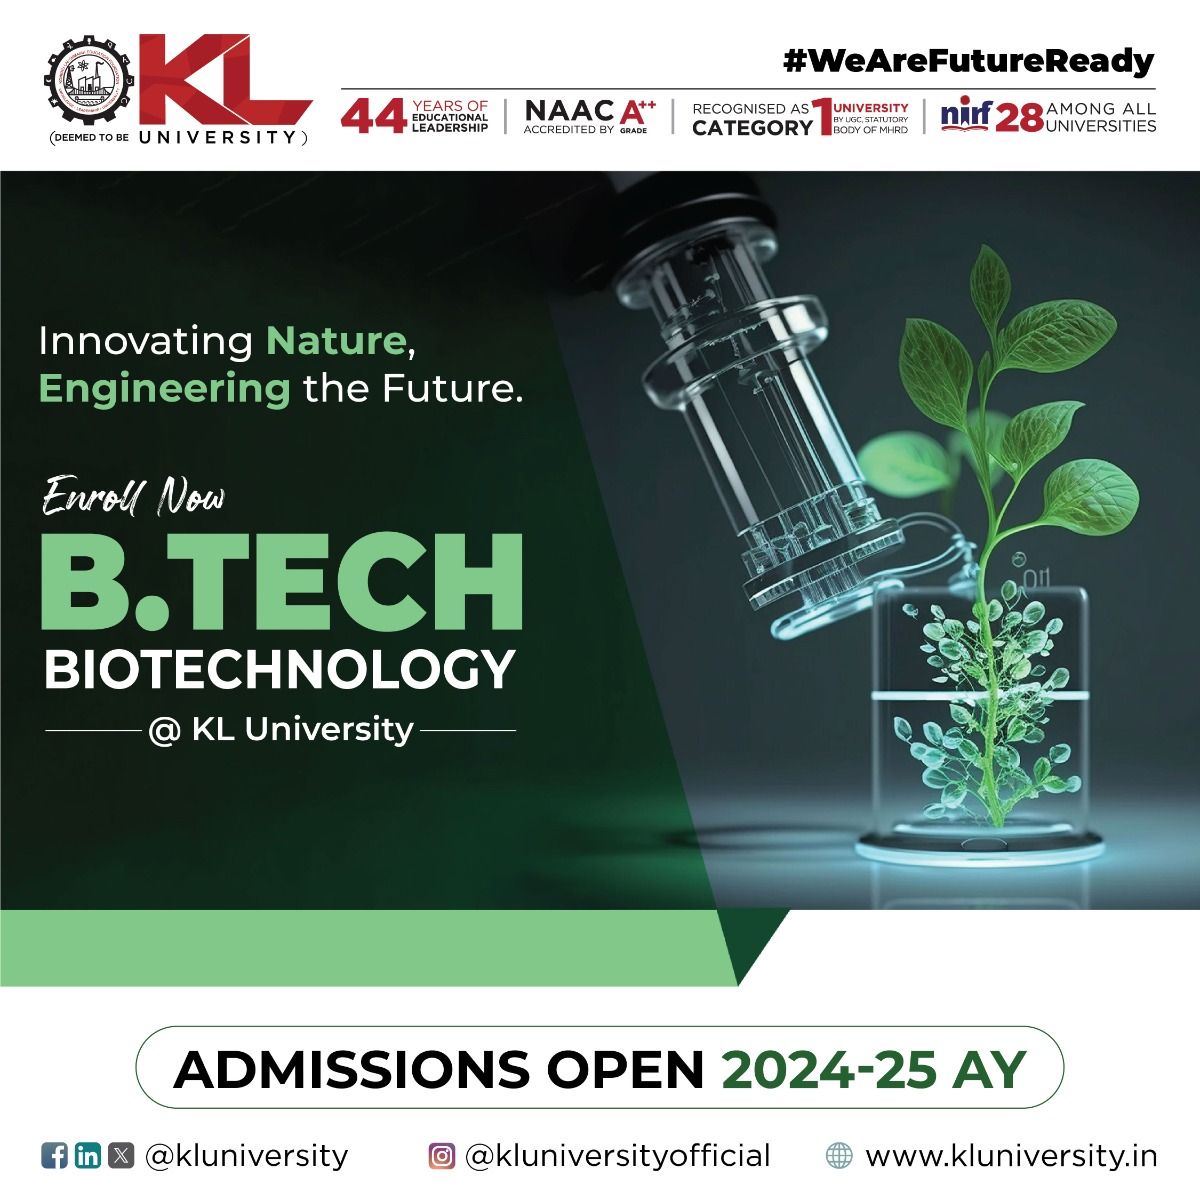 KL
(DEEMED TO BE UNIVERSITY)
#WeAreFutureReady
44 YEARS OF
EDUCATIONAL
LEADERSHIP
NAAC A++
ACCREDITED BY GRADE
RECOGNISED AS
CATEGORY 1
UNIVERSITY
BY UGC, STATUTORY
BODY OF MHRD
nirf 28 AMONG ALL
UNIVERSITIES
Innovating Nature,
Engineering the Future.
Enroll Now
B.TECH
BIOTECHNOLOGY
@ KL University
ADMISSIONS OPEN 2024-25 AY
@kluniversity @kluniversityofficial www.kluniversity.in